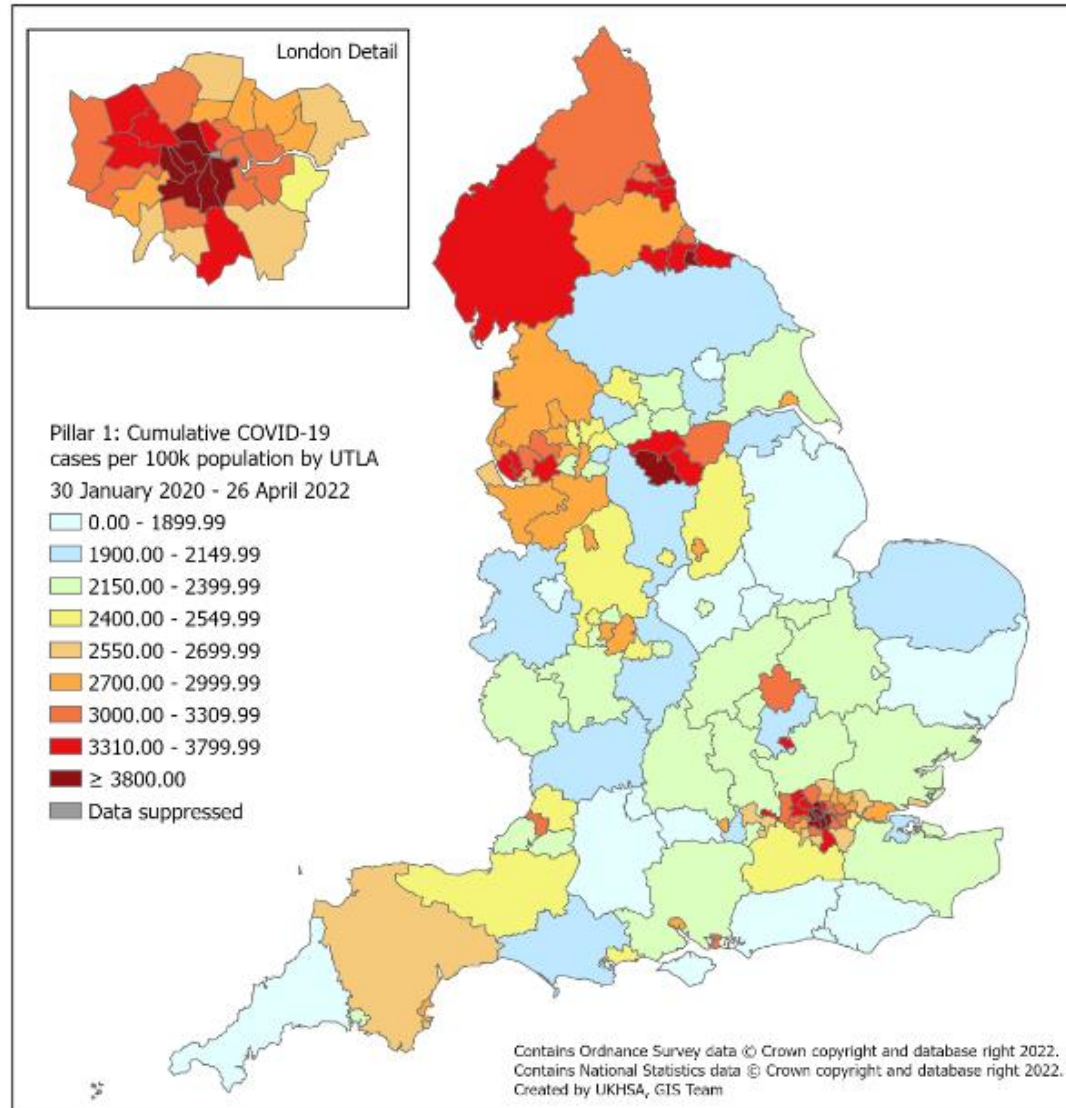 London Detail
Pillar 1: Cumulative COVID-19
cases per 100k population by UTLA
30 January 2020 - 26 April 2022
0.00 - 1899.99
1900.00 - 2149.99
2150.00 - 2399.99
2400.00 - 2549.99
2550.00 - 2699.99
2700.00 - 2999.99
3000.00 - 3309.99
3310.00 - 3799.99
≥ 3800.00
Data suppressed
Contains Ordnance Survey data © Crown copyright and database right 2022.
Contains National Statistics data © Crown copyright and database right 2022.
Created by UKHSA, GIS Team